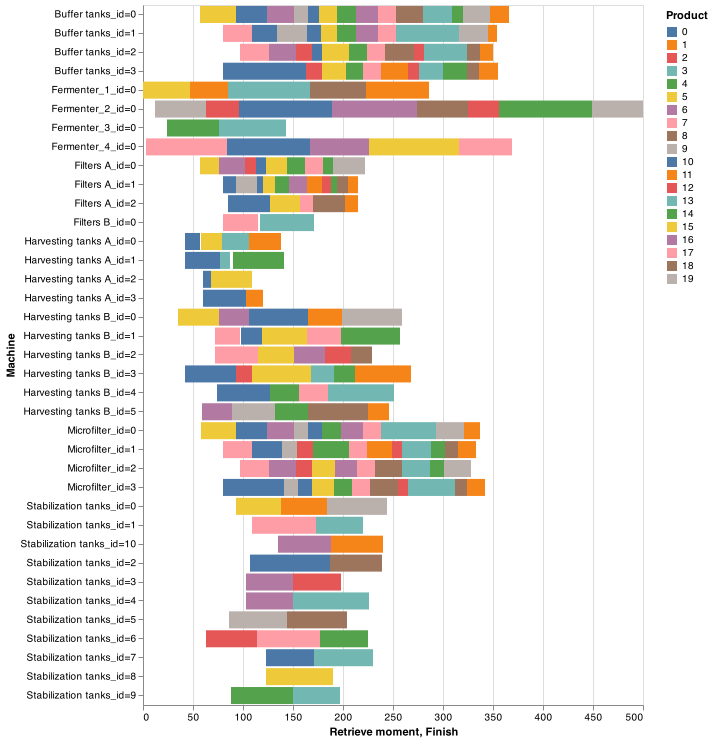 Product
0
1
2
3
4
5
6
7
8
9
10
11
12
13
14
15
16
17
18
19
Machine
Buffer tanks_id=0
Buffer tanks_id=1
Buffer tanks_id=2
Buffer tanks_id=3
Fermenter_1_id=0
Fermenter_2_id=0
Fermenter_3_id=0
Fermenter_4_id=0
Filters A_id=0
Filters A_id=1
Filters A_id=2
Filters B_id=0
Harvesting tanks A_id=0
Harvesting tanks A_id=1
Harvesting tanks A_id=2
Harvesting tanks A_id=3
Harvesting tanks B_id=0
Harvesting tanks B_id=1
Harvesting tanks B_id=2
Harvesting tanks B_id=3
Harvesting tanks B_id=4
Harvesting tanks B_id=5
Microfilter_id=0
Microfilter_id=1
Microfilter_id=2
Microfilter_id=3
Stabilization tanks_id=0
Stabilization tanks_id=1
Stabilization tanks_id=10
Stabilization tanks_id=2
Stabilization tanks_id=3
Stabilization tanks_id=4
Stabilization tanks_id=5
Stabilization tanks_id=6
Stabilization tanks_id=7
Stabilization tanks_id=8
Stabilization tanks_id=9
0 50 100 150 200 250 300 350 400 450 500
Retrieve moment, Finish